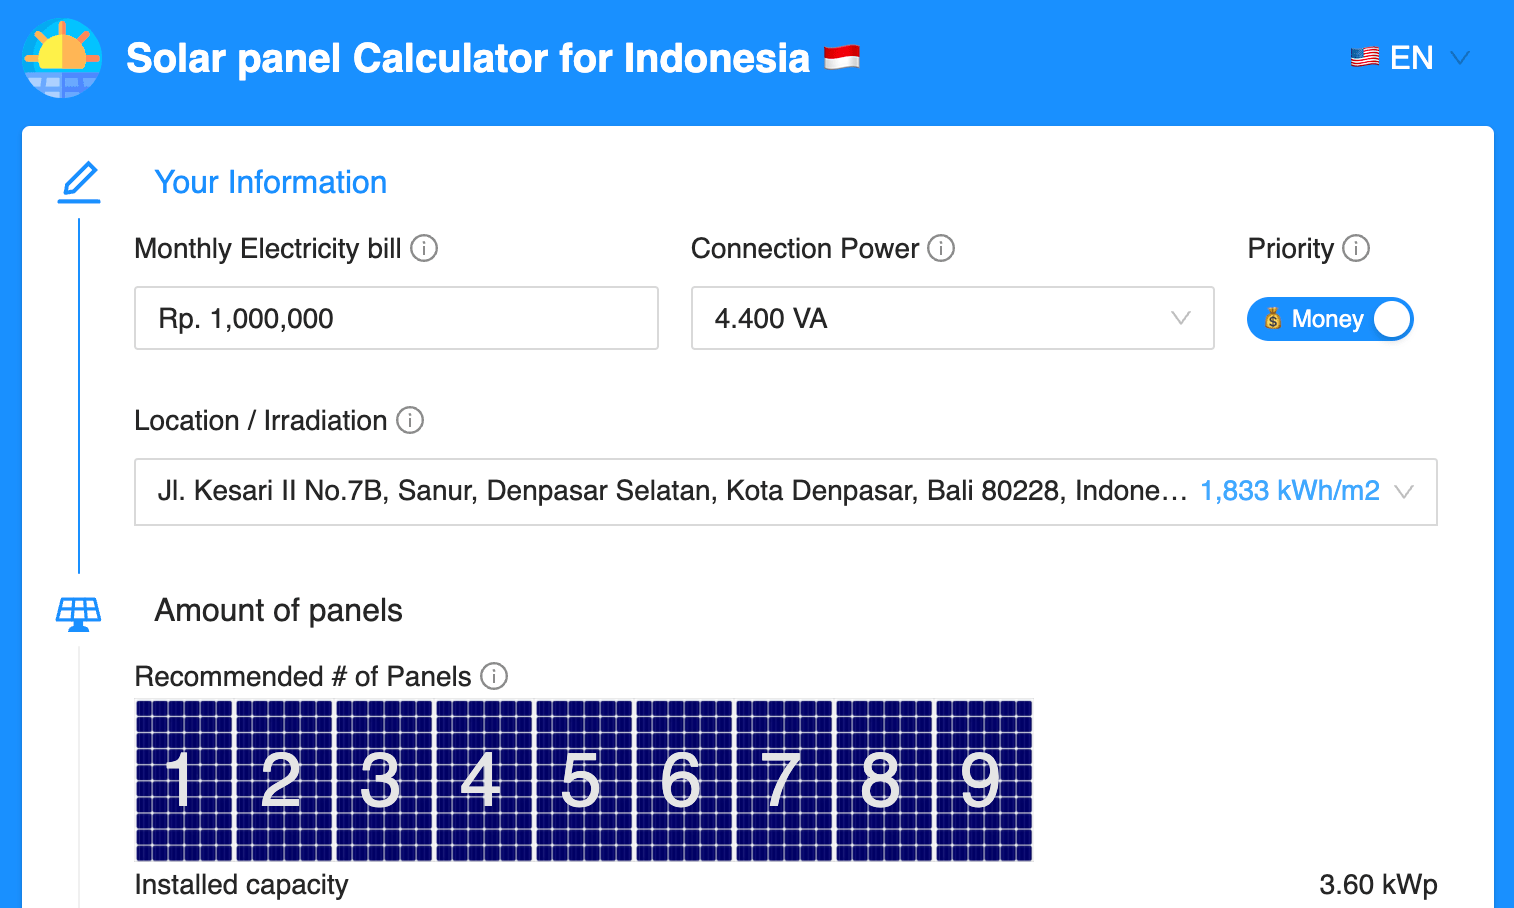 Solar panel Calculator for Indonesia
EN
Your Information
Monthly Electricity bill
Connection Power
Priority
Rp. 1,000,000
4.400 VA
Money
Location / Irradiation
Jl. Kesari II No.7B, Sanur, Denpasar Selatan, Kota Denpasar, Bali 80228, Indone... 1,833 kWh/m2
Amount of panels
Recommended # of Panels
1 2 3 4 5 6 7 8 9
Installed capacity 3.60 kWp